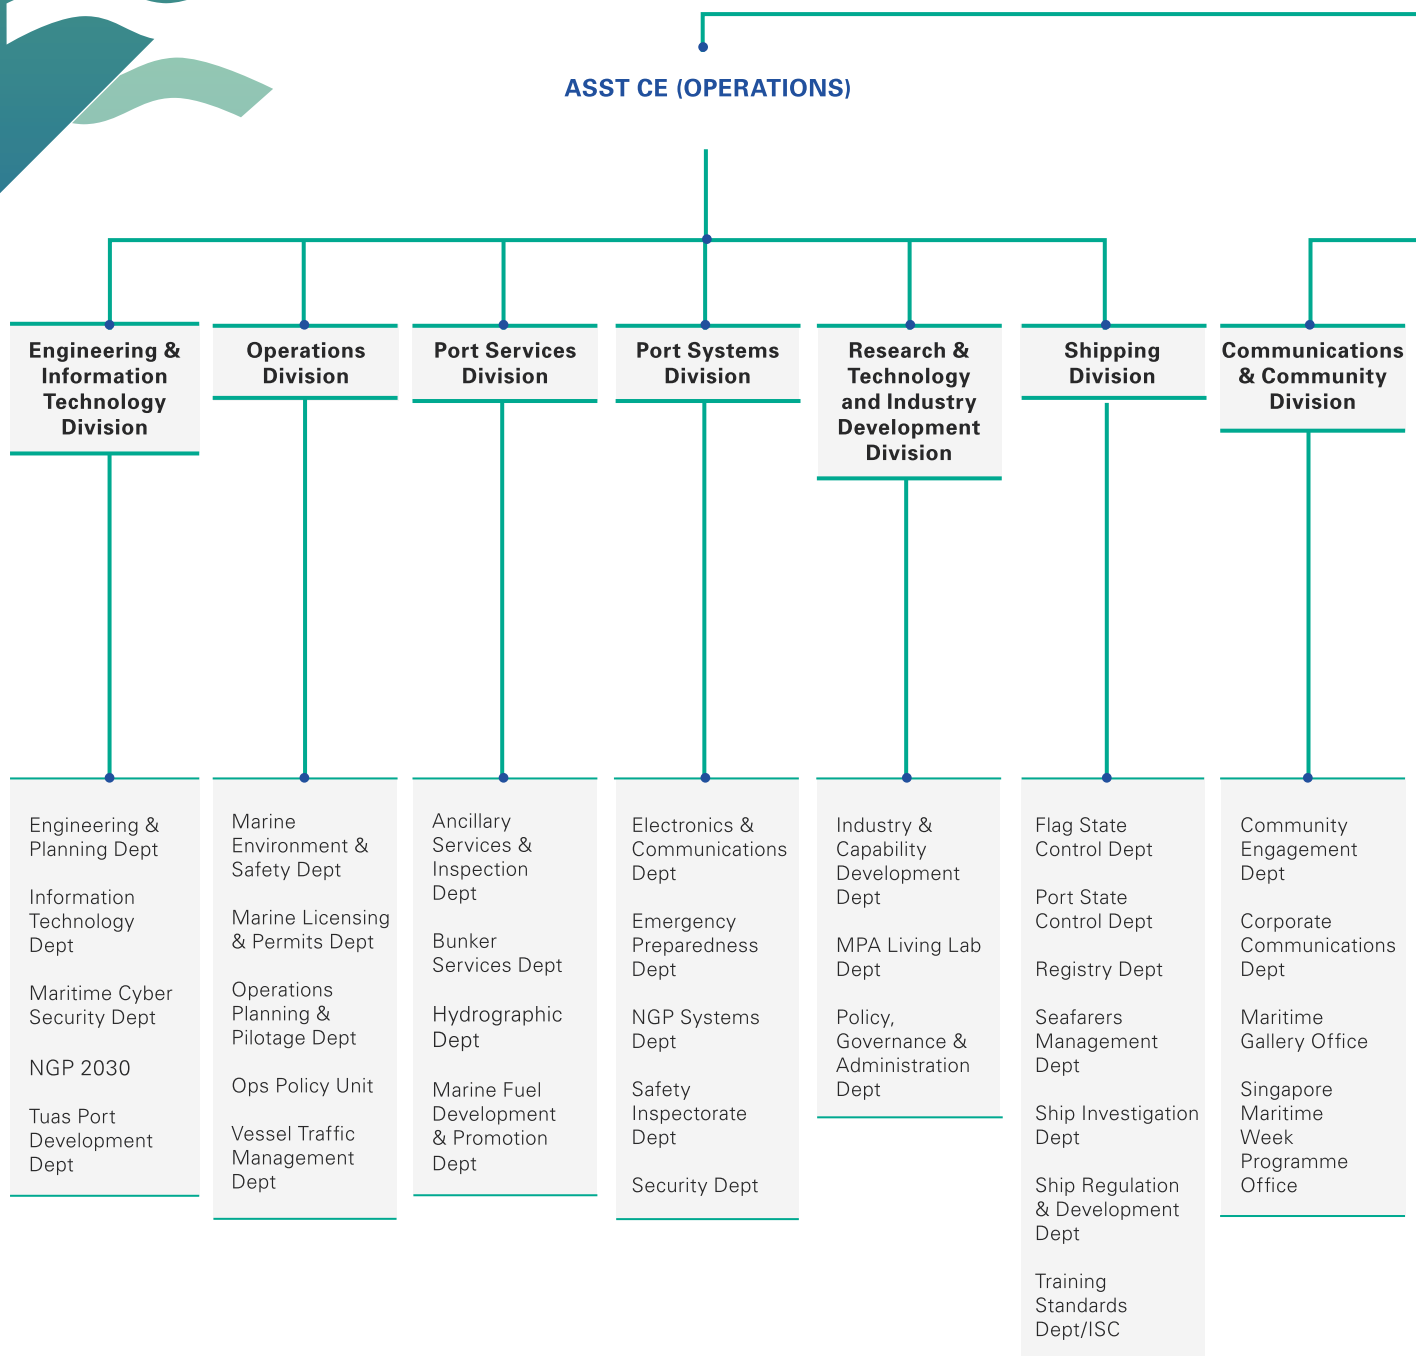 ASST CE (OPERATIONS)
Engineering &
Information
Technology
Division
Operations
Division
Port Services
Division
Port Systems
Division
Research &
Technology
and Industry
Development
Division
Shipping
Division
Communications
& Community
Division
Engineering &
Planning Dept
Information
Technology
Dept
Maritime Cyber
Security Dept
NGP 2030
Tuas Port
Development
Dept
Marine
Environment &
Safety Dept
Marine Licensing
& Permits Dept
Operations
Planning &
Pilotage Dept
Ops Policy Unit
Vessel Traffic
Management
Dept
Ancillary
Services &
Inspection
Dept
Bunker
Services Dept
Hydrographic
Dept
Marine Fuel
Development
& Promotion
Dept
Electronics &
Communications
Dept
Emergency
Preparedness
Dept
NGP Systems
Dept
Safety
Inspectorate
Dept
Security Dept
Industry &
Capability
Development
Dept
MPA Living Lab
Dept
Policy,
Governance &
Administration
Dept
Flag State
Control Dept
Port State
Control Dept
Registry Dept
Seafarers
Management
Dept
Ship Investigation
Dept
Ship Regulation
& Development
Dept
Training
Standards
Dept/ISC
Community
Engagement
Dept
Corporate
Communications
Dept
Maritime
Gallery Office
Singapore
Maritime
Week
Programme
Office